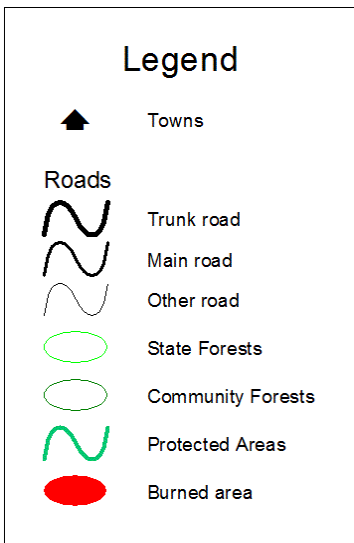 Legend
Towns
Roads
Trunk road
Main road
Other road
State Forests
Community Forests
Protected Areas
Burned area